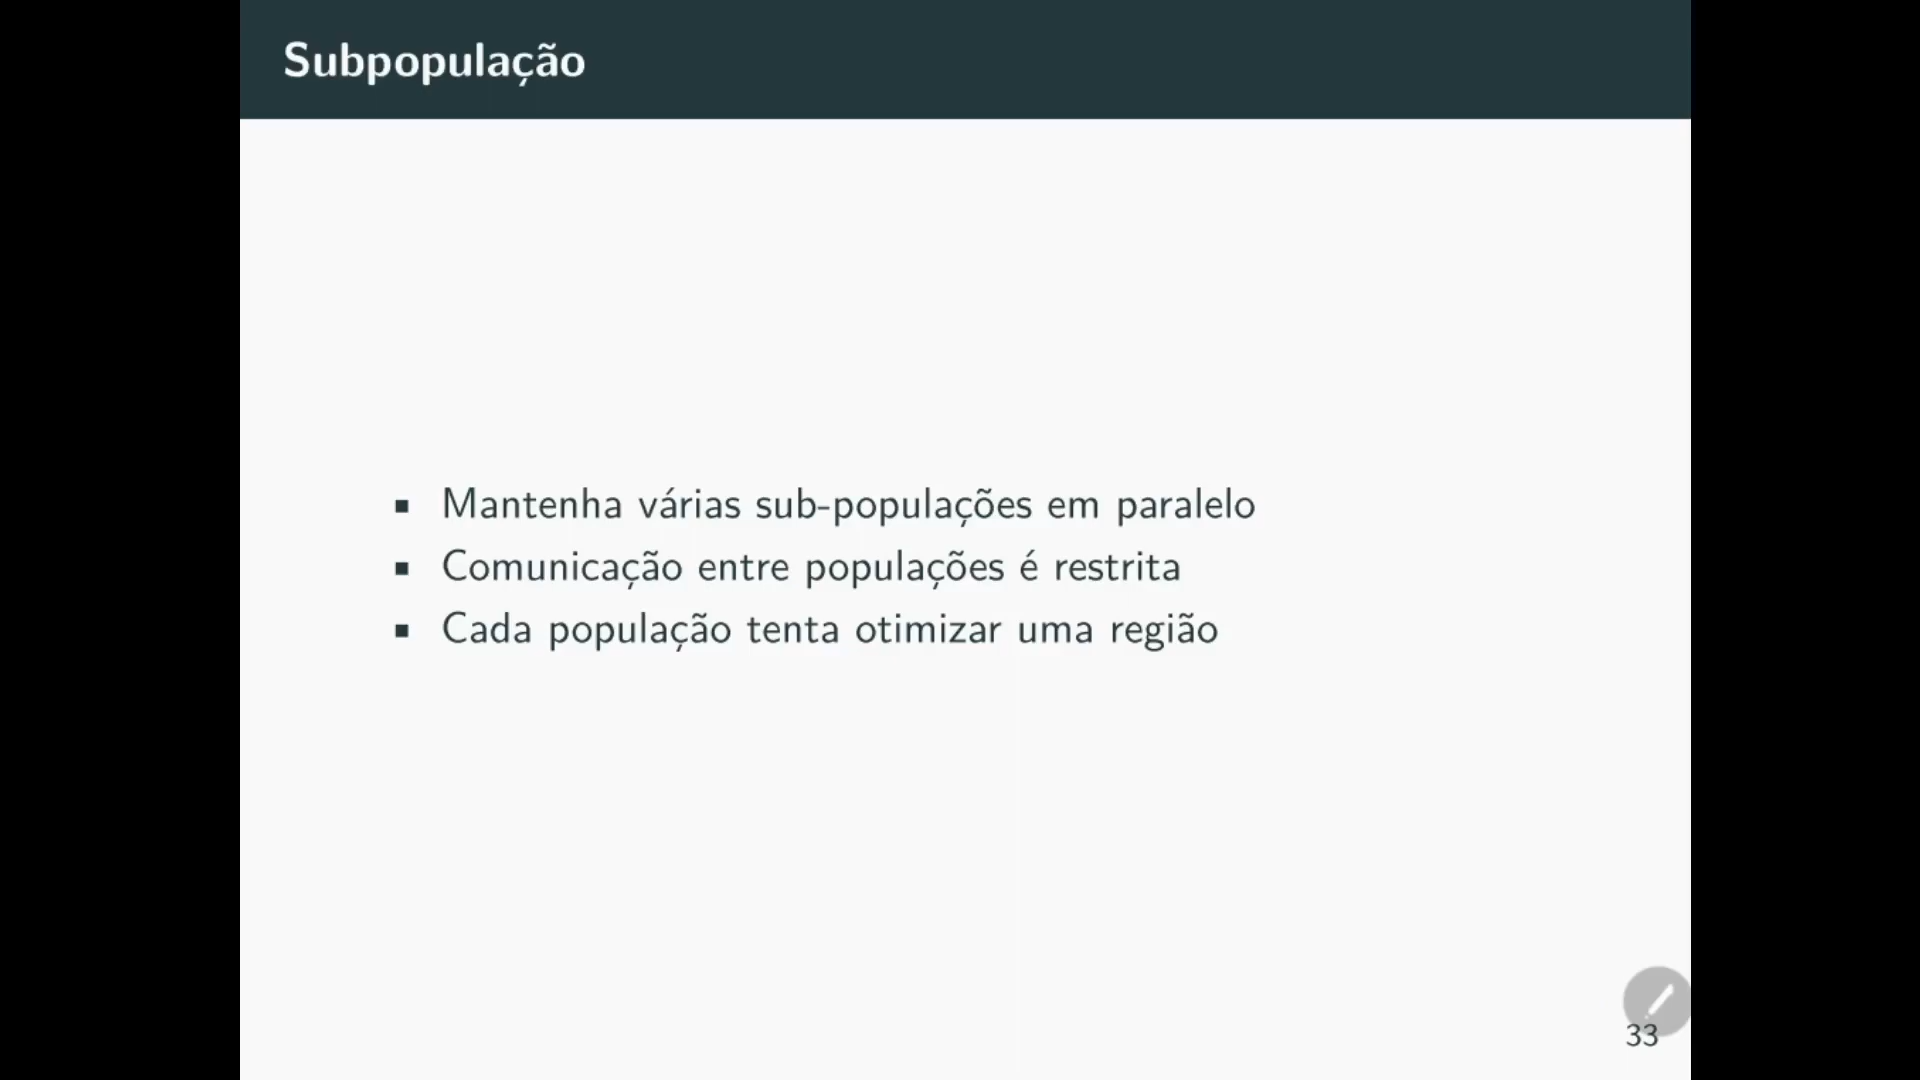 Subpopulação
Mantenha várias sub-populações em paralelo
Comunicação entre populações é restrita
Cada população tenta otimizar uma região
33